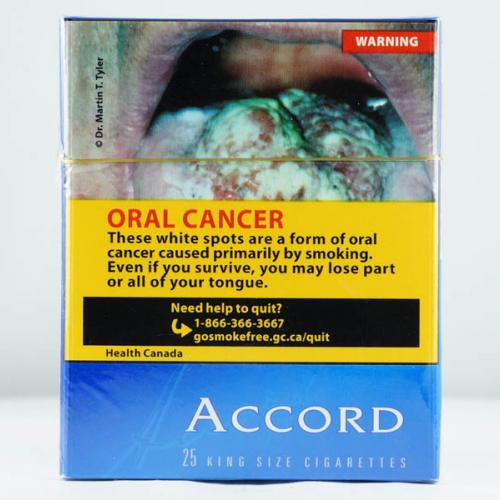 WARNING
© Dr. Martin T. Tyler
ORAL CANCER
These white spots are a form of oral
cancer caused primarily by smoking.
Even if you survive, you may lose part
or all of your tongue.
Need help to quit?
1-866-366-3667
gosmokefree.gc.ca/quit
Health Canada
ACCORD
25 KING SIZE CIGARETTES